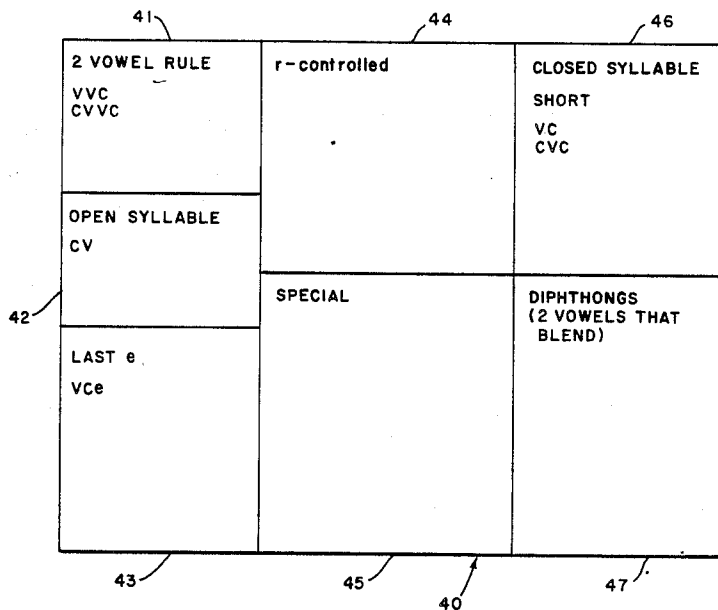 41
44
46
2 VOWEL RULE
VVC
CVVC
r-controlled
CLOSED SYLLABLE
SHORT
VC
CVC
OPEN SYLLABLE
CV
42
SPECIAL
DIPHTHONGS
(2 VOWELS THAT
BLEND)
LAST e
VCe
43
45
40
47